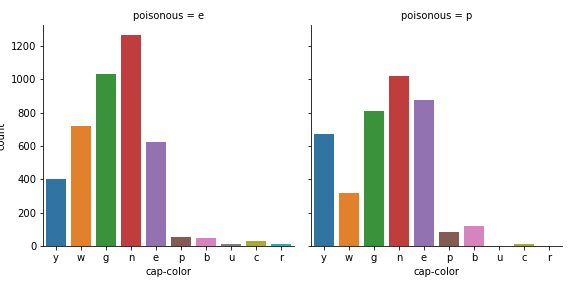 poisonous = e
poisonous = p
1200
1000
800
600
400
200
0
count
y w g n e p b u c r
y w g n e p b u c r
cap-color
cap-color